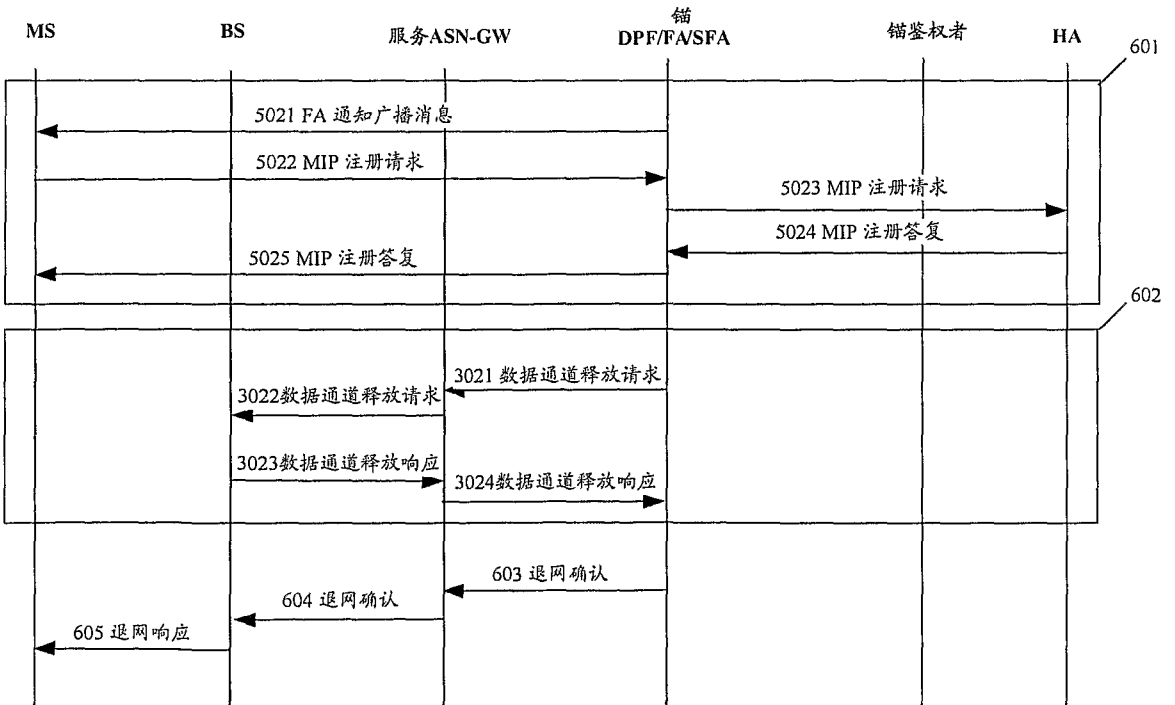 MS
BS
服务ASN-GW
锚
DPF/FA/SFA
锚鉴权者
HA
601
5021 FA 通知广播消息
5022 MIP 注册请求
5023 MIP 注册请求
5024 MIP 注册答复
5025 MIP 注册答复
602
3021 数据通道释放请求
3022数据通道释放请求
3023数据通道释放响应
3024数据通道释放响应
603 退网确认
604 退网确认
605 退网响应